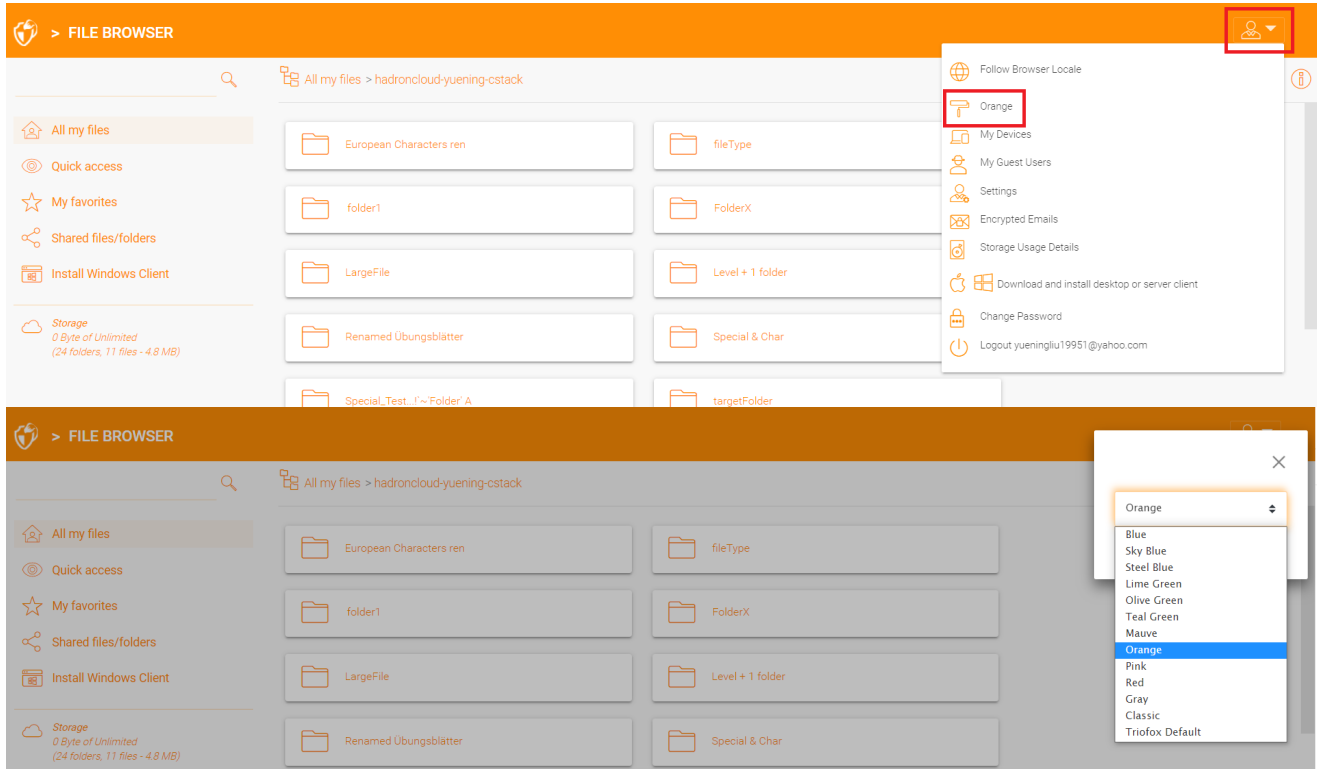 > FILE BROWSER
All my files > hadroncloud-yuening-cstack
All my files
Quick access
My favorites
Shared files/folders
Install Windows Client
Storage
0 Byte of Unlimited
(24 folders, 11 files - 4.8 MB)
European Characters ren
fileType
folder1
FolderX
LargeFile
Level + 1 folder
Renamed Übungsblätter
Special & Char
Special_Test...!`~'Folder' A
targetFolder
Follow Browser Locale
Orange
My Devices
My Guest Users
Settings
Encrypted Emails
Storage Usage Details
Download and install desktop or server client
Change Password
Logout yueningliu19951@yahoo.com
> FILE BROWSER
All my files > hadroncloud-yuening-cstack
All my files
Quick access
My favorites
Shared files/folders
Install Windows Client
Storage
0 Byte of Unlimited
(24 folders, 11 files - 4.8 MB)
European Characters ren
fileType
folder1
FolderX
LargeFile
Level + 1 folder
Renamed Übungsblätter
Special & Char
Orange
Blue
Sky Blue
Steel Blue
Lime Green
Olive Green
Teal Green
Mauve
Orange
Pink
Red
Gray
Classic
Triofox Default